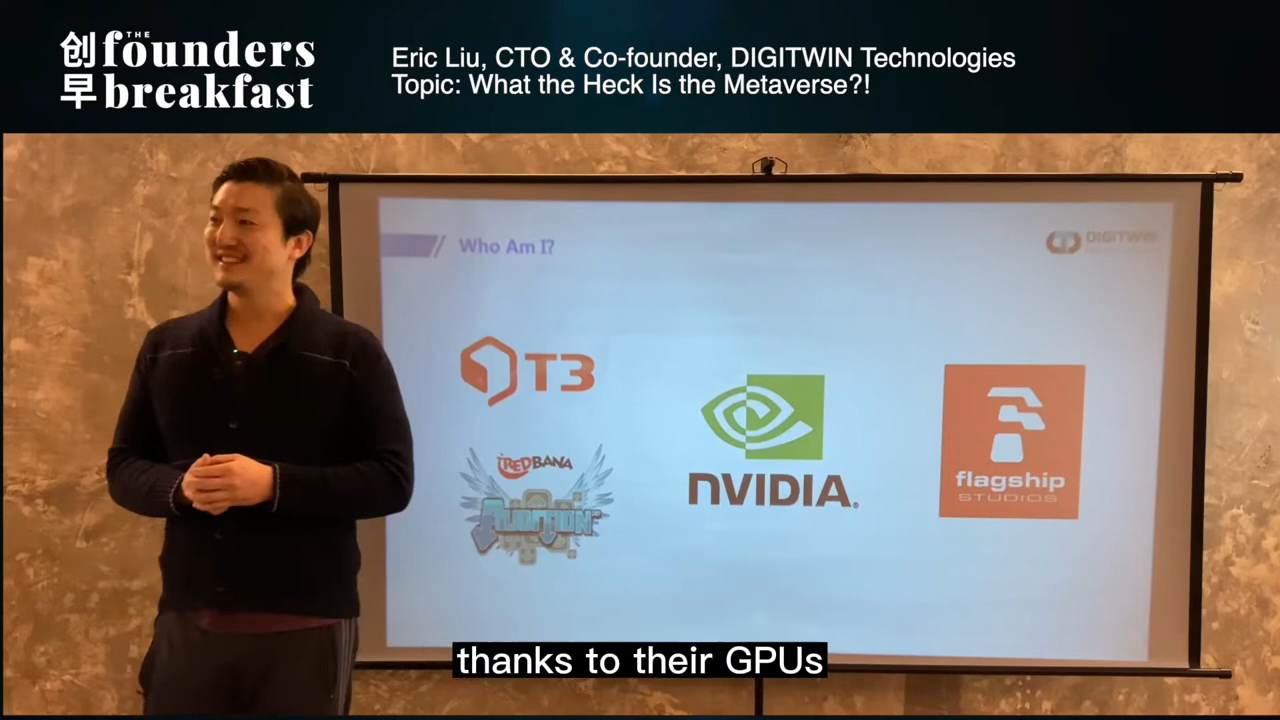 创早
THE
founders
breakfast
Eric Liu, CTO & Co-founder, DIGITWIN Technologies
Topic: What the Heck Is the Metaverse?!
Who Am I?
DIGITWIN
T3
REDBANA
AUDITION
NVIDIA
flagship
STUDIOS
thanks to their GPUs